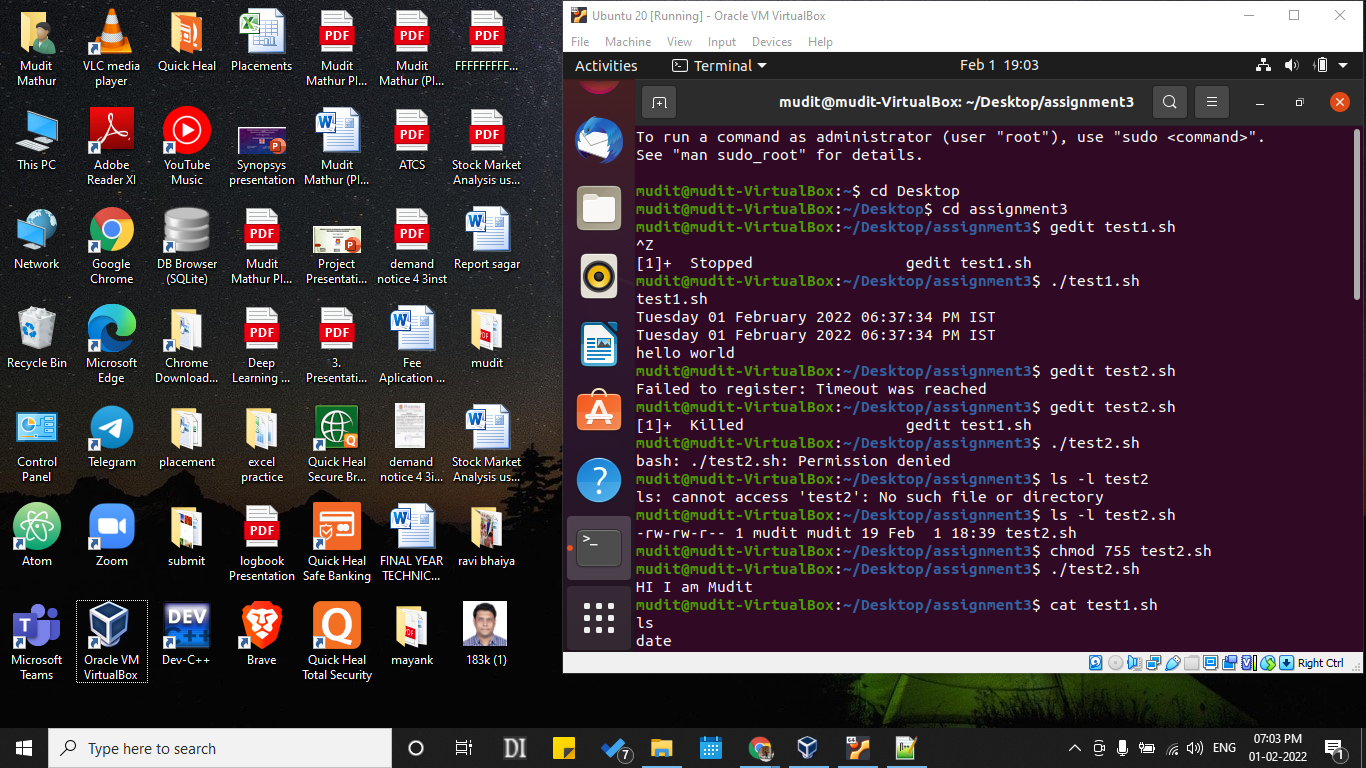 Mudit
Mathur
VLC media
player
Quick Heal
Placements
PDF
Mudit
Mathur Pl...
PDF
Mudit
Mathur (Pl...
PDF
FFFFFFFFF...
This PC
Adobe
Reader XI
YouTube
Music
Synopsys
presentation
Mudit
Mathur (Pl...
PDF
ATCS
PDF
Stock Market
Analysis us...
Network
Google
Chrome
DB Browser
(SQLite)
PDF
Mudit
Mathur Pl...
Project
Presentati...
PDF
demand
notice 4 3inst
Report sagar
Recycle Bin
Microsoft
Edge
Chrome
Download...
PDF
Deep
Learning ...
PDF
3.
Presentati...
Fee
Aplication ...
mudit
Control
Panel
Telegram
placement
excel
practice
Quick Heal
Secure Br...
demand
notice 4 3i...
Stock Market
Analysis us...
Atom
Zoom
submit
PDF
logbook
Presentation
Quick Heal
Safe Banking
FINAL YEAR
TECHNIC...
ravi bhaiya
Microsoft
Teams
Oracle VM
VirtualBox
DEV
Dev-C++
Brave
Quick Heal
Total Security
mayank
183k (1)
Ubuntu 20 [Running] - Oracle VM VirtualBox
File Machine View Input Devices Help
Activities Terminal Feb 1 19:03
mudit@mudit-VirtualBox: ~/Desktop/assignment3
To run a command as administrator (user "root"), use "sudo <command>".
See "man sudo_root" for details.
mudit@mudit-VirtualBox:~$ cd Desktop
mudit@mudit-VirtualBox:~/Desktop$ cd assignment3
mudit@mudit-VirtualBox:~/Desktop/assignment3$ gedit test1.sh
^Z
[1]+  Stopped                 gedit test1.sh
mudit@mudit-VirtualBox:~/Desktop/assignment3$ ./test1.sh
test1.sh
Tuesday 01 February 2022 06:37:34 PM IST
Tuesday 01 February 2022 06:37:34 PM IST
hello world
mudit@mudit-VirtualBox:~/Desktop/assignment3$ gedit test2.sh
Failed to register: Timeout was reached
mudit@mudit-VirtualBox:~/Desktop/assignment3$ gedit test2.sh
[1]+  Killed                  gedit test1.sh
mudit@mudit-VirtualBox:~/Desktop/assignment3$ ./test2.sh
bash: ./test2.sh: Permission denied
mudit@mudit-VirtualBox:~/Desktop/assignment3$ ls -l test2
ls: cannot access 'test2': No such file or directory
mudit@mudit-VirtualBox:~/Desktop/assignment3$ ls -l test2.sh
-rw-rw-r-- 1 mudit mudit 19 Feb  1 18:39 test2.sh
mudit@mudit-VirtualBox:~/Desktop/assignment3$ chmod 755 test2.sh
mudit@mudit-VirtualBox:~/Desktop/assignment3$ ./test2.sh
HI I am Mudit
mudit@mudit-VirtualBox:~/Desktop/assignment3$ cat test1.sh
ls
date
Right Ctrl
Type here to search
DI
7
ENG
07:03 PM
01-02-2022
1